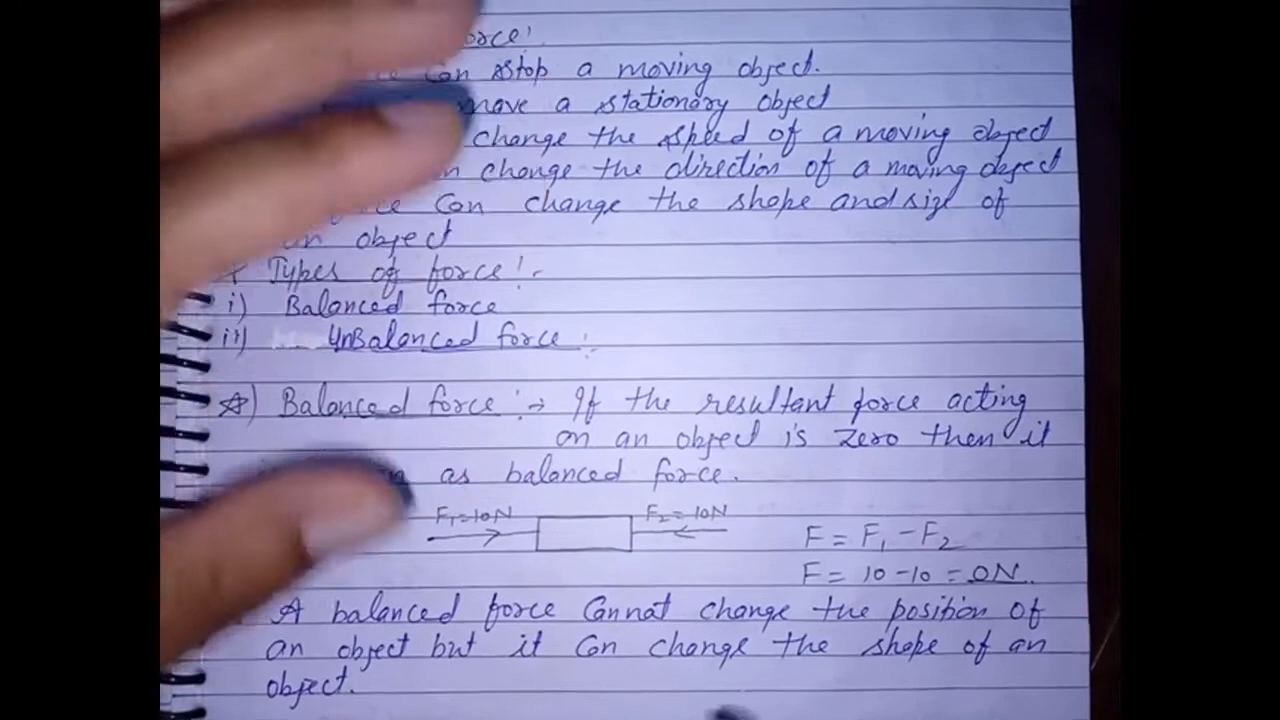 orce!
can stop a moving object.
move a stationary object
change the speed of a moving object
n change the direction of a moving object
ce Can change the shape and size of
an object
* Types of force!-
i) Balanced force
ii) UnBalanced force :
☆) Balanced force :→ If the resultant force acting
on an object is zero then it
as balanced force.
F₁=10N F₂=10N
F = F₁ - F₂
F = 10 - 10 = 0N
A balanced force Cannot change the position of
an object but it Can change the shape of an
object.